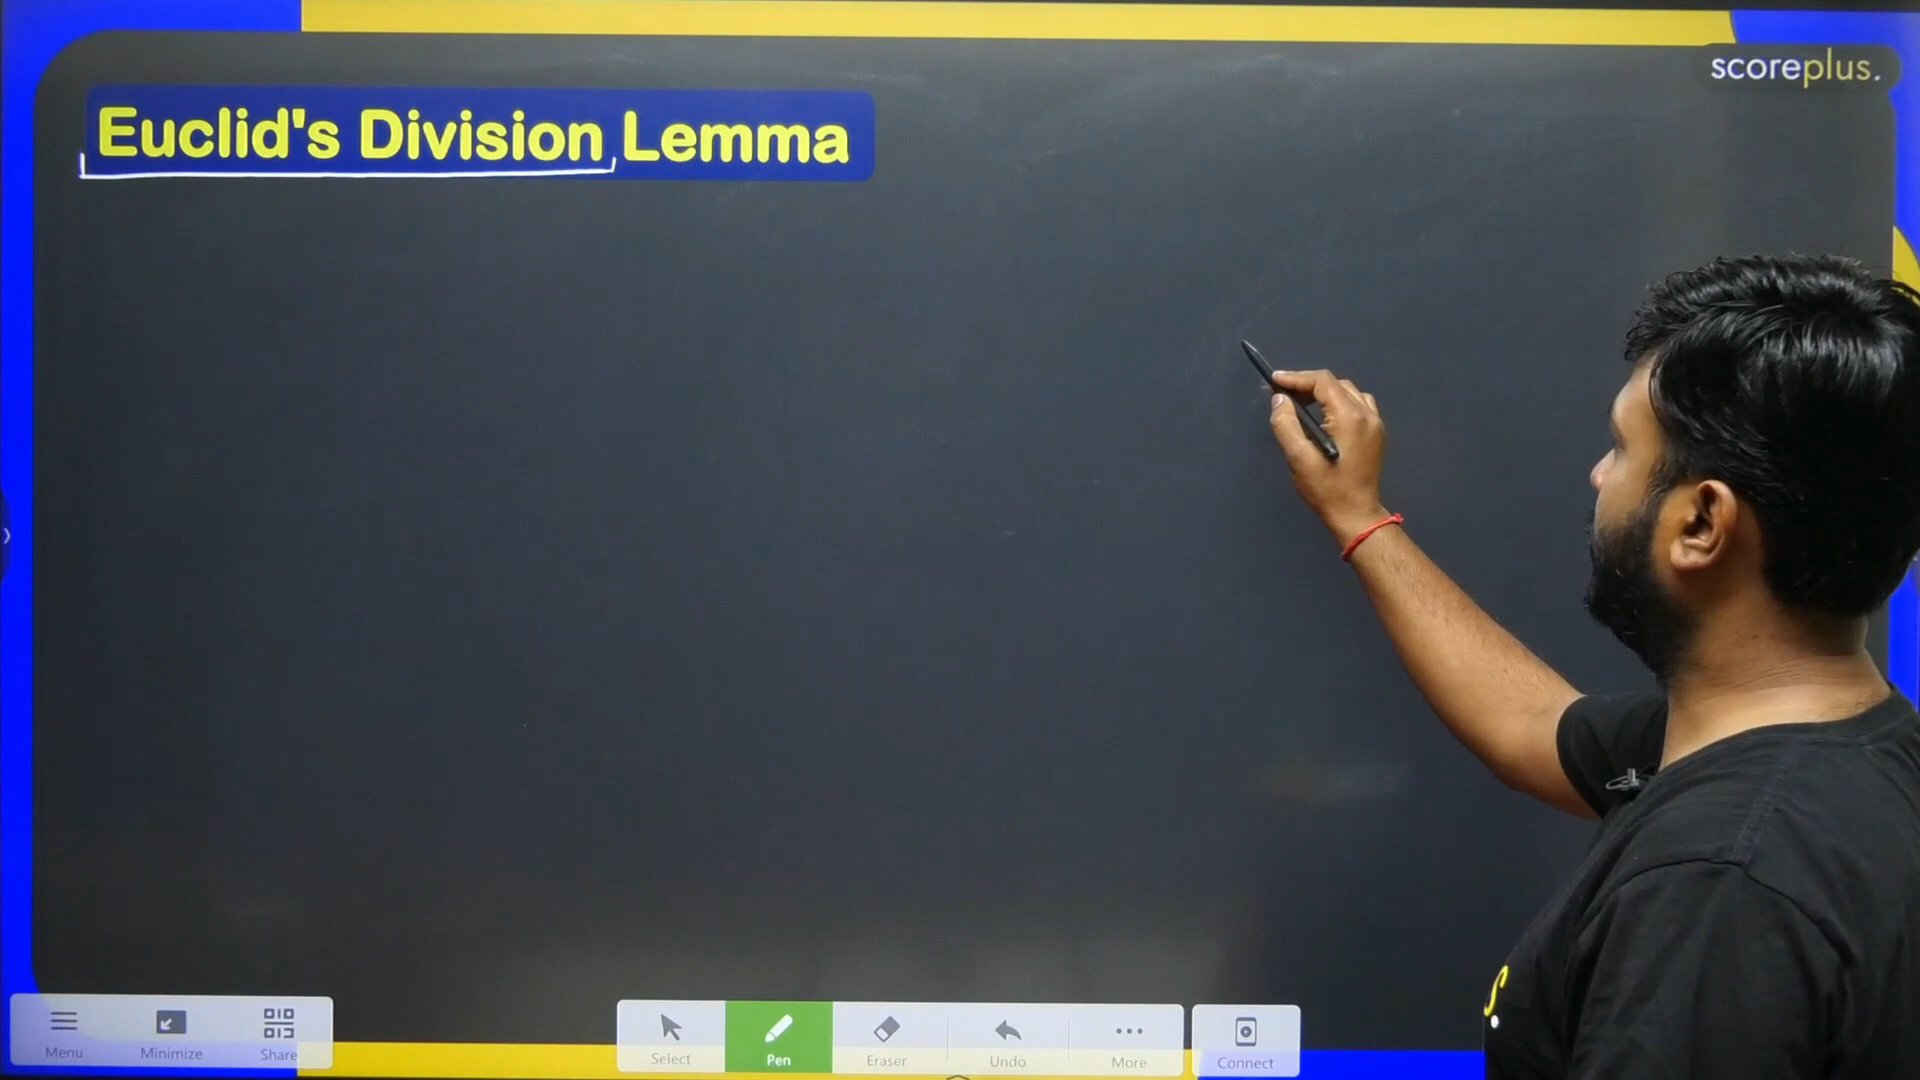 scoreplus.
Euclid's Division Lemma
Menu
Minimize
Share
Select
Pen
Eraser
Undo
More
Connect
s.